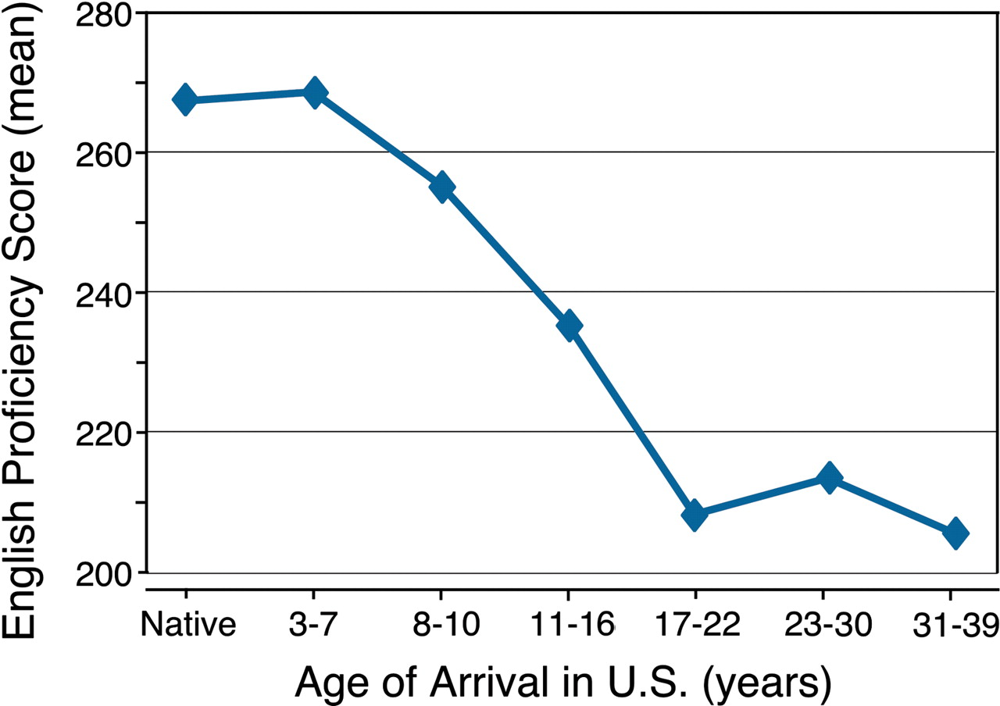 English Proficiency Score (mean)
280
260
240
220
200
Native 3-7 8-10 11-16 17-22 23-30 31-39
Age of Arrival in U.S. (years)